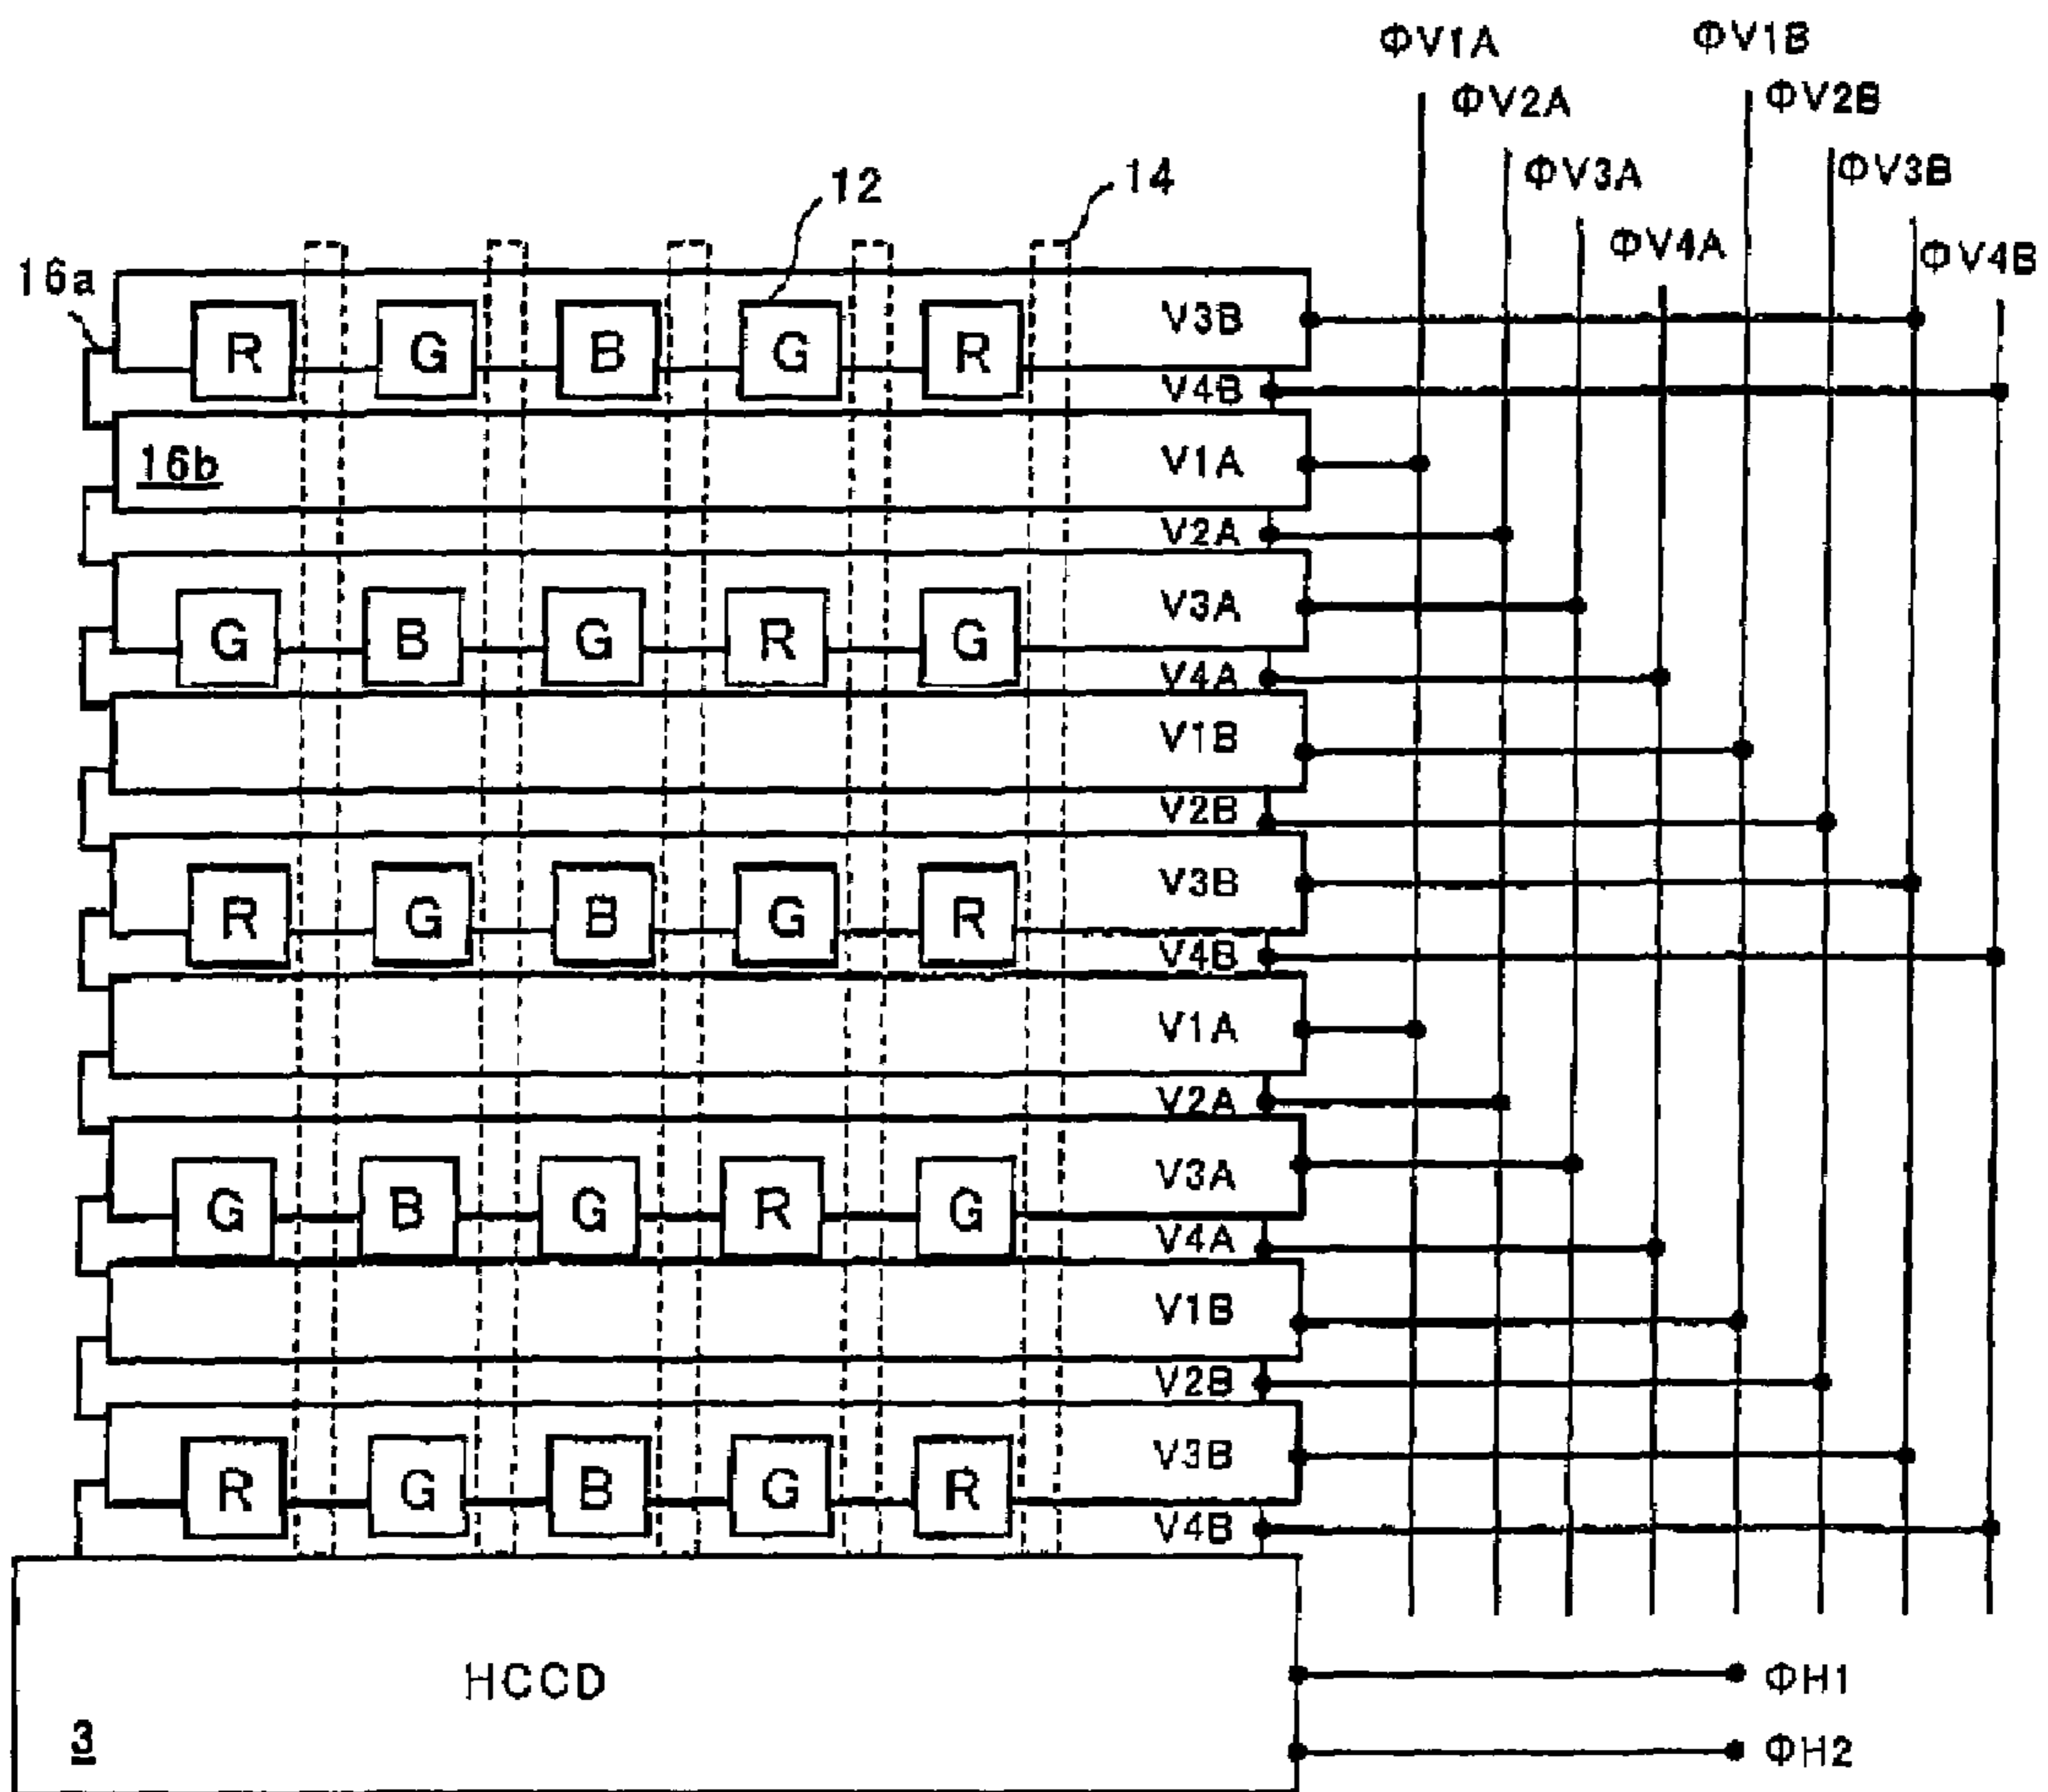 ΦV1A ΦV1B
ΦV2A ΦV2B
ΦV3A ΦV3B
ΦV4A ΦV4B
12 14
16a
R G B G R V3B
V4B
16b V1A
V2A
G B G R G V3A
V4A
V1B
V2B
R G B G R V3B
V4B
V1A
V2A
G B G R G V3A
V4A
V1B
V2B
R G B G R V3B
V4B
HCCD ΦH1
3 ΦH2